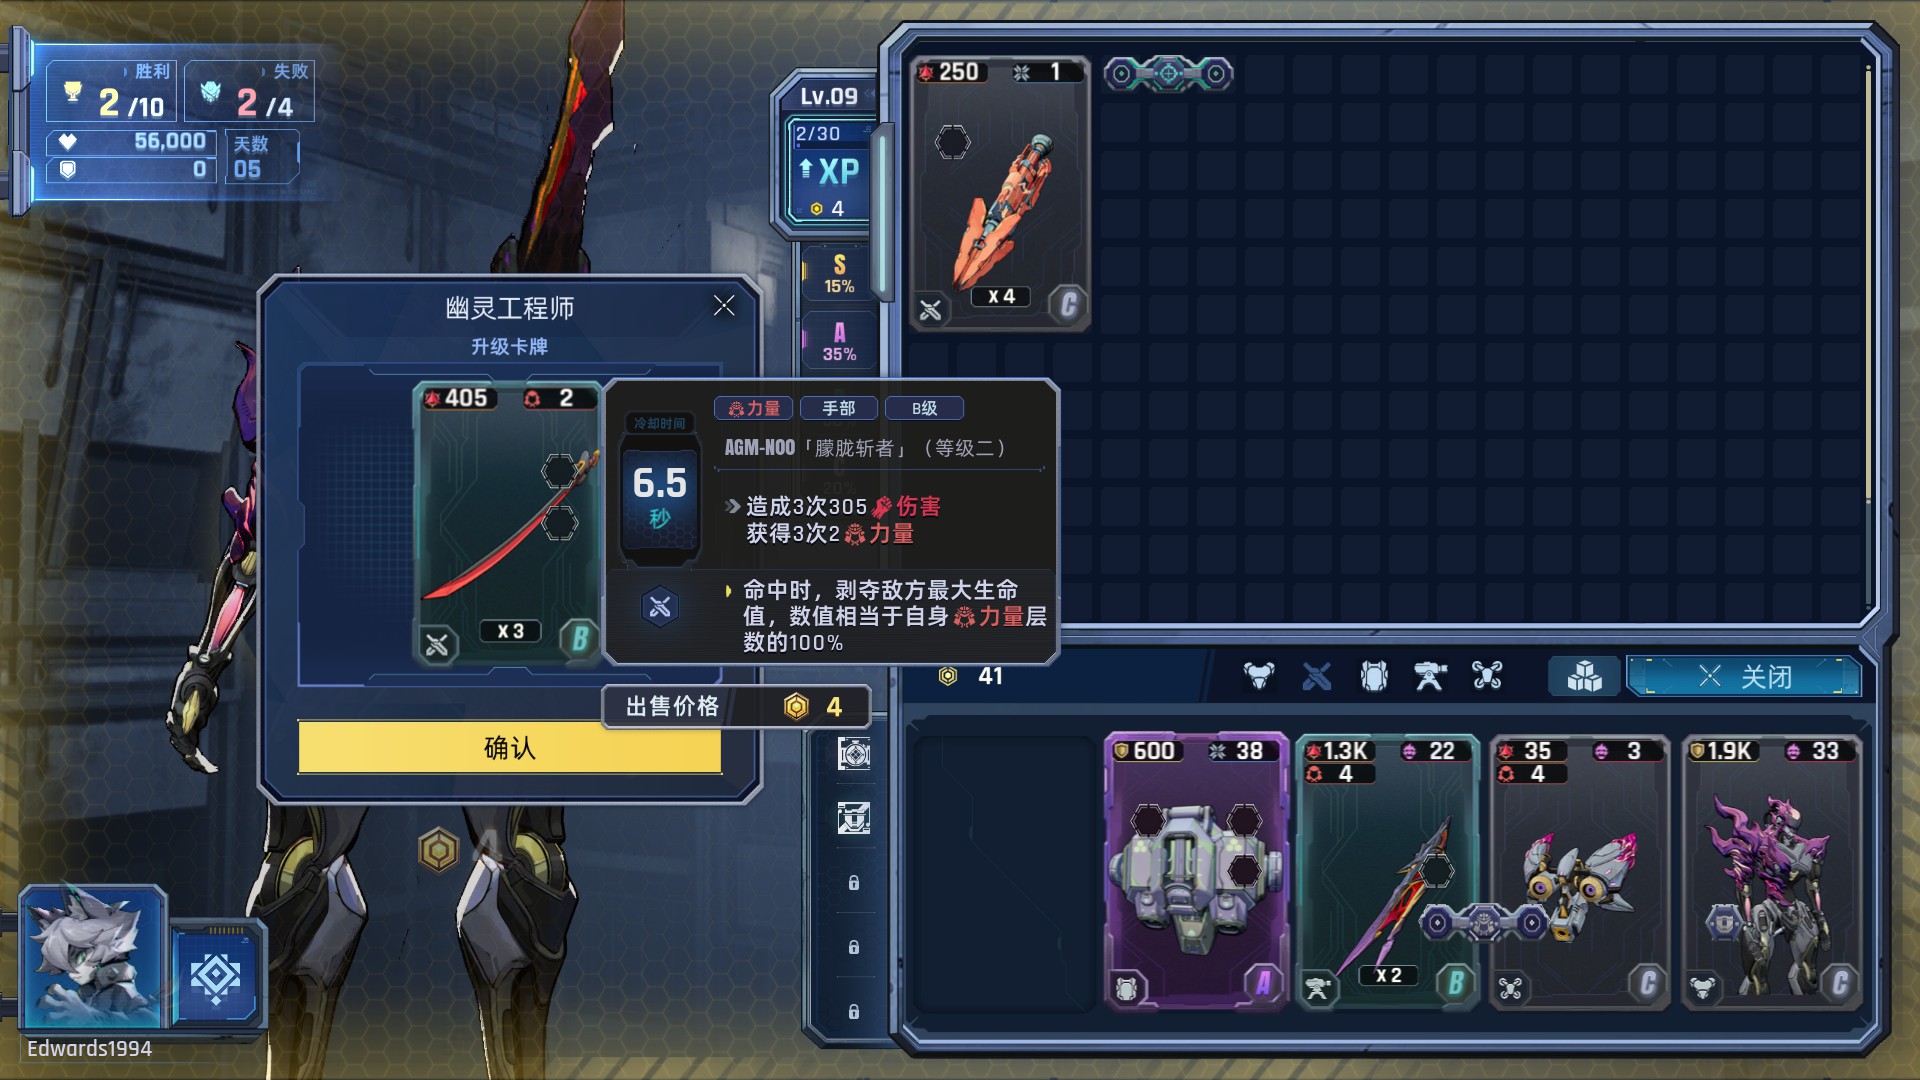 胜利
2/10
失败
2/4
56,000
0
天数
05
Lv.09
2/30
XP
4
S
15%
A
35%
250
1
x4
C
幽灵工程师
升级卡牌
405
2
x3
B
确认
冷却时间
6.5
秒
力量
手部
B级
AGM-N00「朦胧斩者」（等级二）
造成3次305伤害
获得3次2力量
命中时，剥夺敌方最大生命
值，数值相当于自身力量层
数的100%
出售价格
4
41
关闭
600
38
A
1.3K
22
4
x2
B
35
3
4
C
1.9K
33
C
Edwards1994